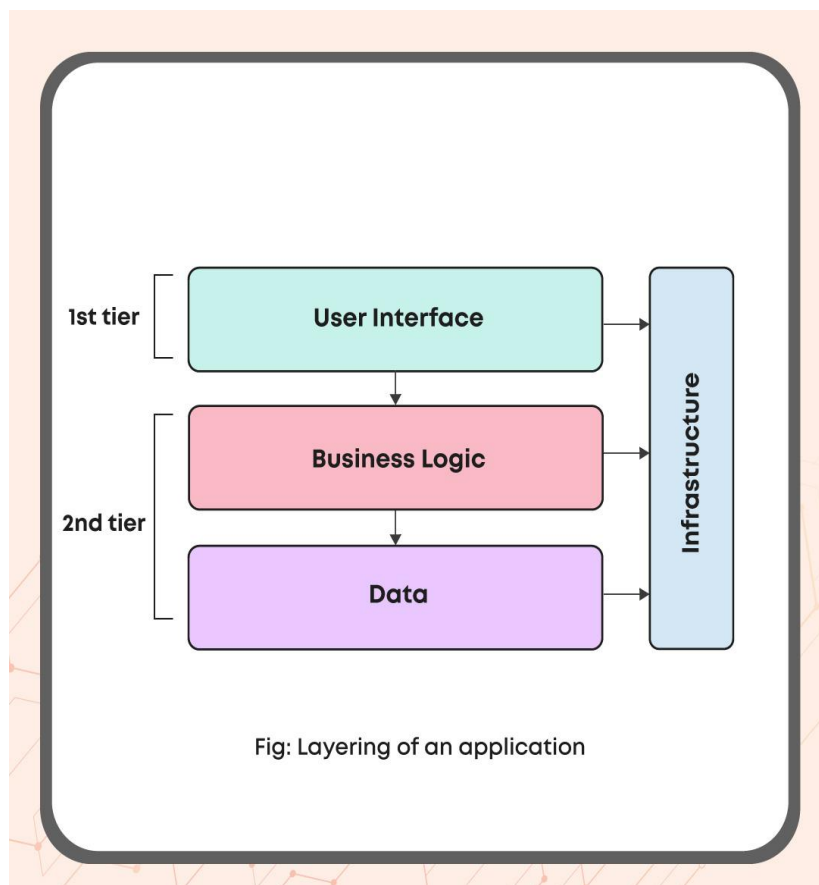 1st tier
User Interface
Business Logic
2nd tier
Data
Infrastructure
Fig: Layering of an application